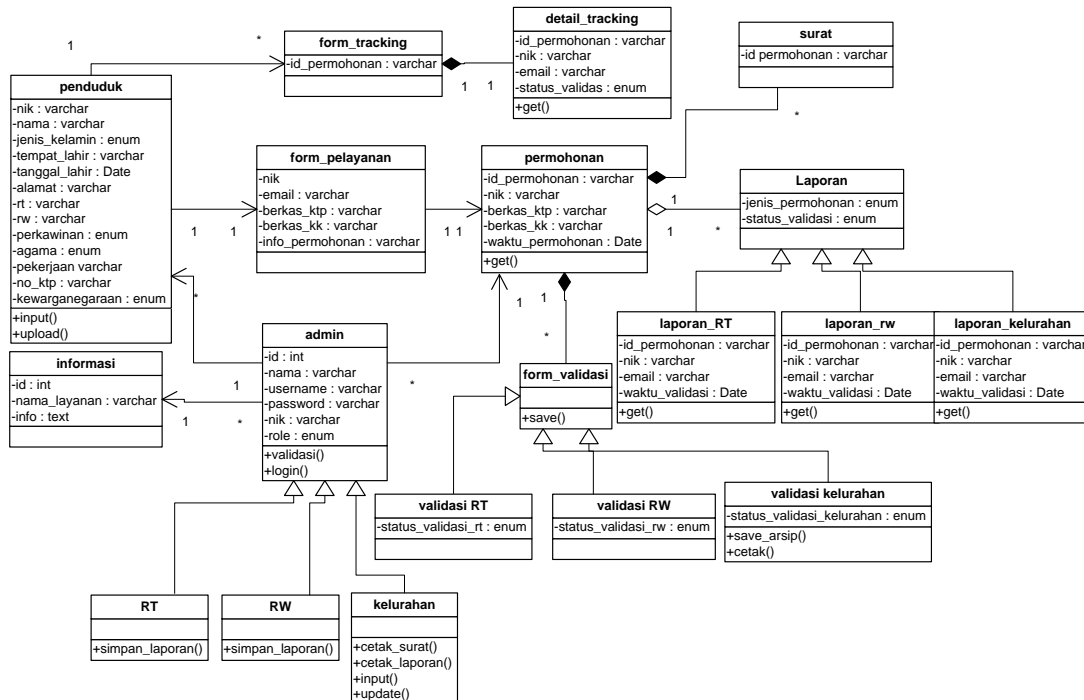 form_tracking
-id_permohonan : varchar
detail_tracking
-id_permohonan : varchar
-nik : varchar
-email : varchar
-status_validas : enum
+get()
surat
-id permohonan : varchar
1
*
1
1
penduduk
-nik : varchar
-nama : varchar
-jenis_kelamin : enum
-tempat_lahir : varchar
-tanggal_lahir : Date
-alamat : varchar
-rt : varchar
-rw : varchar
-perkawinan : enum
-agama : enum
-pekerjaan varchar
-no_ktp : varchar
-kewarganegaraan : enum
+input()
+upload()
form_pelayanan
-nik
-email : varchar
-berkas_ktp : varchar
-berkas_kk : varchar
-info_permohonan : varchar
permohonan
-id_permohonan : varchar
-nik : varchar
-berkas_ktp : varchar
-berkas_kk : varchar
-waktu_permohonan : Date
+get()
*
Laporan
-jenis_permohonan : enum
-status_validasi : enum
1
1
1
1
1
*
*
1
1
*
*
informasi
-id : int
-nama_layanan : varchar
-info : text
1
1
*
admin
-id : int
-nama : varchar
-username : varchar
-password : varchar
-nik : varchar
-role : enum
+validasi()
+login()
*
form_validasi
+save()
laporan_RT
-id_permohonan : varchar
-nik : varchar
-email : varchar
-waktu_validasi : Date
+get()
laporan_rw
-id_permohonan : varchar
-nik : varchar
-email : varchar
-waktu_validasi : Date
+get()
laporan_kelurahan
-id_permohonan : varchar
-nik : varchar
-email : varchar
-waktu_validasi : Date
+get()
validasi RT
-status_validasi_rt : enum
validasi RW
-status_validasi_rw : enum
validasi kelurahan
-status_validasi_kelurahan : enum
+save_arsip()
+cetak()
RT
+simpan_laporan()
RW
+simpan_laporan()
kelurahan
+cetak_surat()
+cetak_laporan()
+input()
+update()